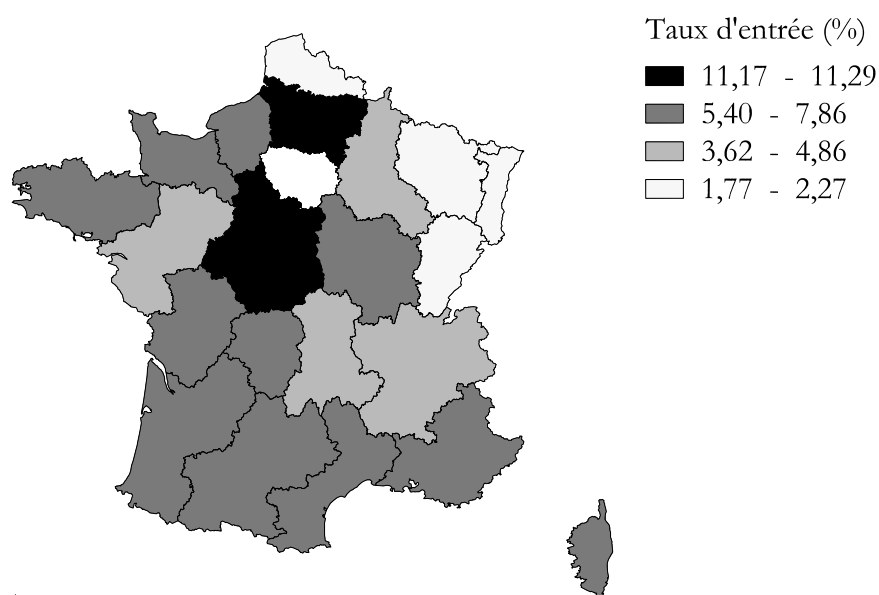 Taux d'entrée (%)
11,17 - 11,29
5,40 - 7,86
3,62 - 4,86
1,77 - 2,27